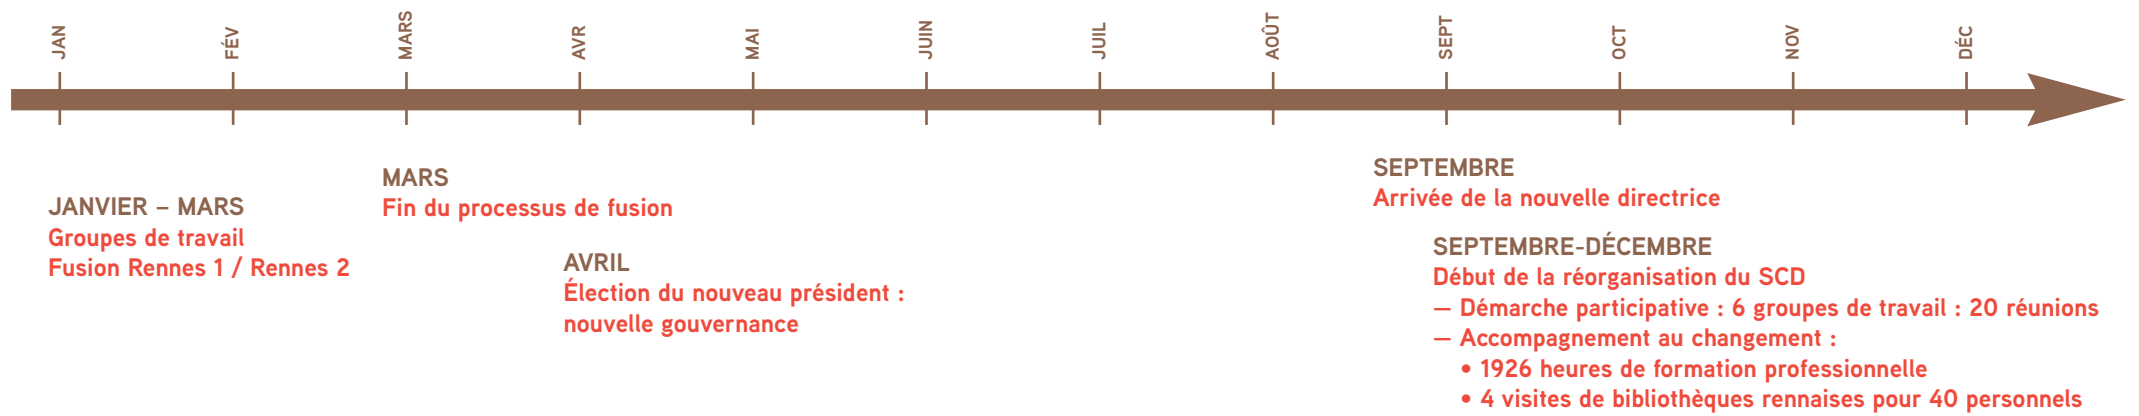 JAN
FÉV
MARS
AVR
MAI
JUIN
JUIL
AOÛT
SEPT
OCT
NOV
DÉC
JANVIER – MARS
Groupes de travail
Fusion Rennes 1 / Rennes 2
MARS
Fin du processus de fusion
AVRIL
Élection du nouveau président :
nouvelle gouvernance
SEPTEMBRE
Arrivée de la nouvelle directrice
SEPTEMBRE-DÉCEMBRE
Début de la réorganisation du SCD
— Démarche participative : 6 groupes de travail : 20 réunions
— Accompagnement au changement :
• 1926 heures de formation professionnelle
• 4 visites de bibliothèques rennaises pour 40 personnels